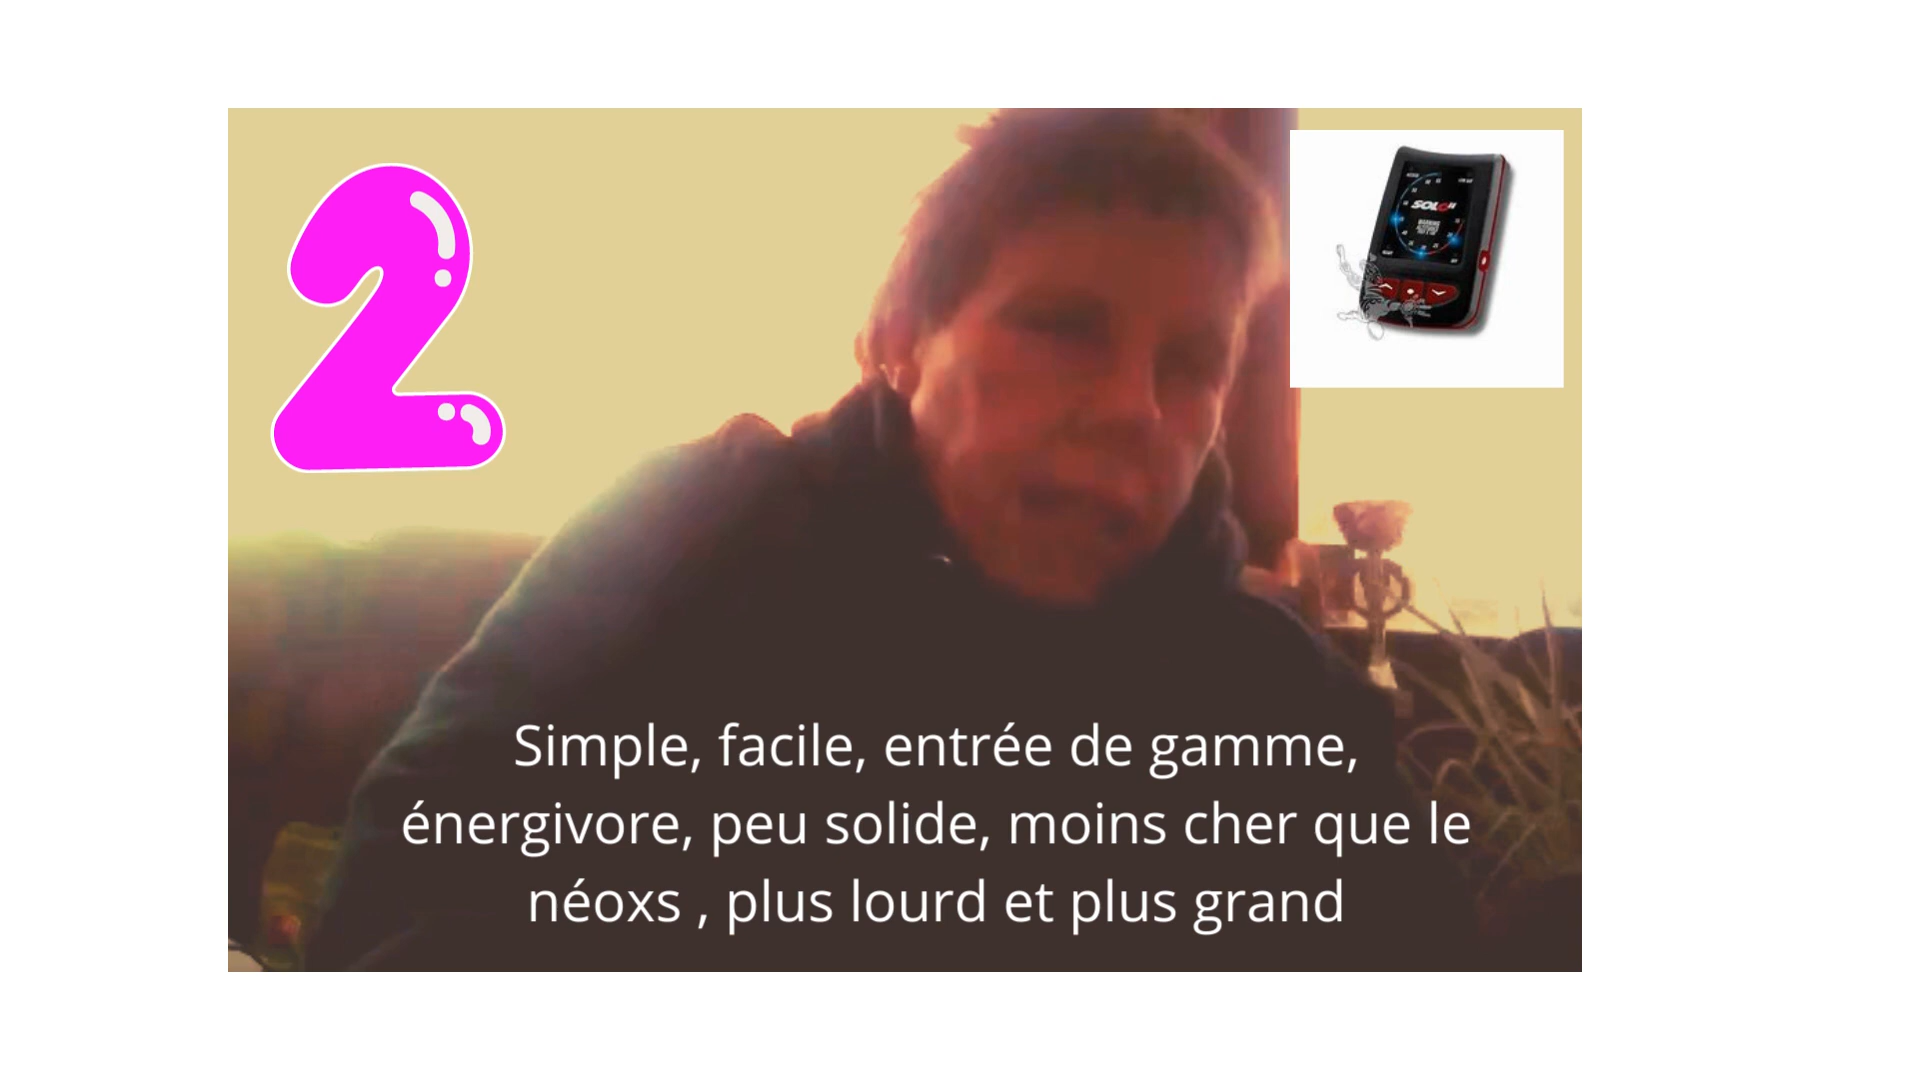 2
SOLO II
Simple, facile, entrée de gamme,
énergivore, peu solide, moins cher que le
néoxs , plus lourd et plus grand